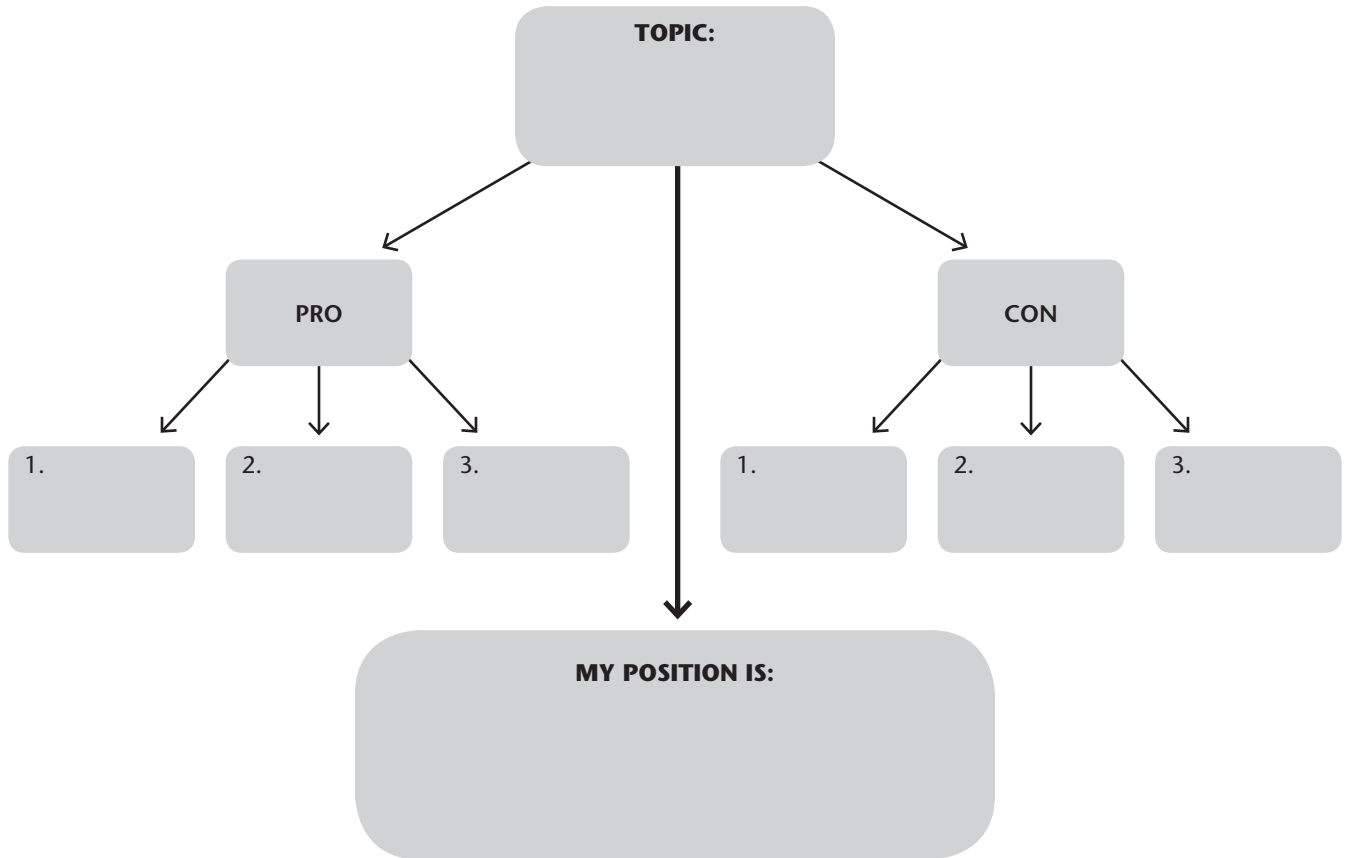 TOPIC:
PRO
CON
1.
2.
3.
1.
2.
3.
MY POSITION IS: